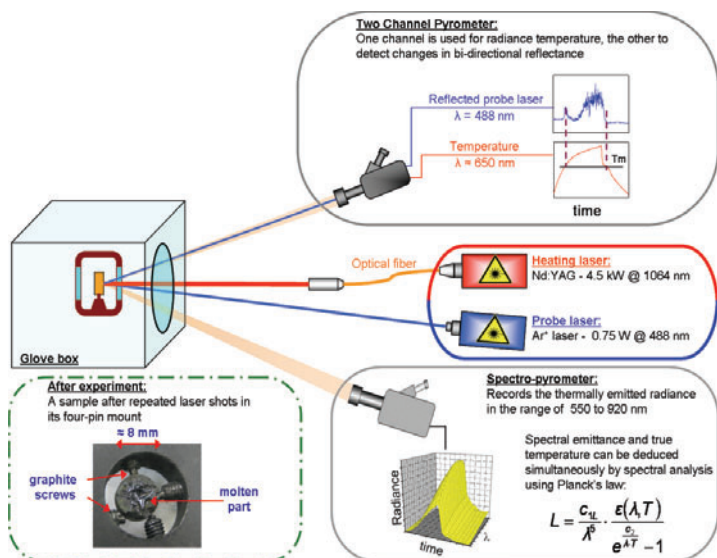 Two Channel Pyrometer:
One channel is used for radiance temperature, the other to
detect changes in bi-directional reflectance
Reflected probe laser
λ = 488 nm
Temperature
λ ≈ 650 nm
Tm
time
Optical fiber
Heating laser:
Nd:YAG - 4.5 kW @ 1064 nm
Probe laser:
Ar⁺ laser - 0.75 W @ 488 nm
Glove box
After experiment:
A sample after repeated laser shots in
its four-pin mount
≈ 8 mm
graphite
screws
molten
part
Spectro-pyrometer:
Records the thermally emitted radiance
in the range of 550 to 920 nm
Spectral emittance and true
temperature can be deduced
simultaneously by spectral analysis
using Planck's law:
Radiance
time
λ
L = c₁L/λ⁵ · ε(λ,T)/(e^(c₂/(λ·T)) −1)